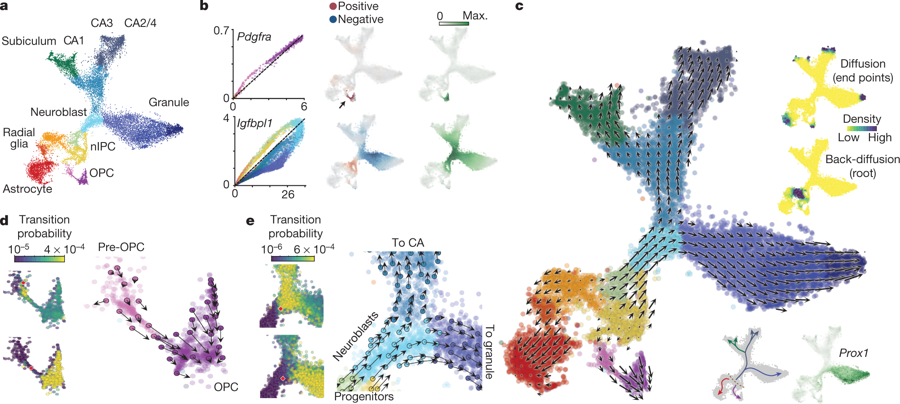 a
CA3 CA2/4
Subiculum CA1
Neuroblast Granule
Radial
glia
nIPC
OPC
Astrocyte
b
0.7
Pdgfra
0
0 6
4
Igfbpl1
0
0 26
Positive
Negative
0 Max.
c
Diffusion
(end points)
Density
Low High
Back-diffusion
(root)
Prox1
d
Transition
probability
10⁻⁵ 4 × 10⁻⁴
Pre-OPC
OPC
e
Transition
probability
10⁻⁶ 6 × 10⁻⁴
To CA
Neuroblasts
Progenitors
To granule